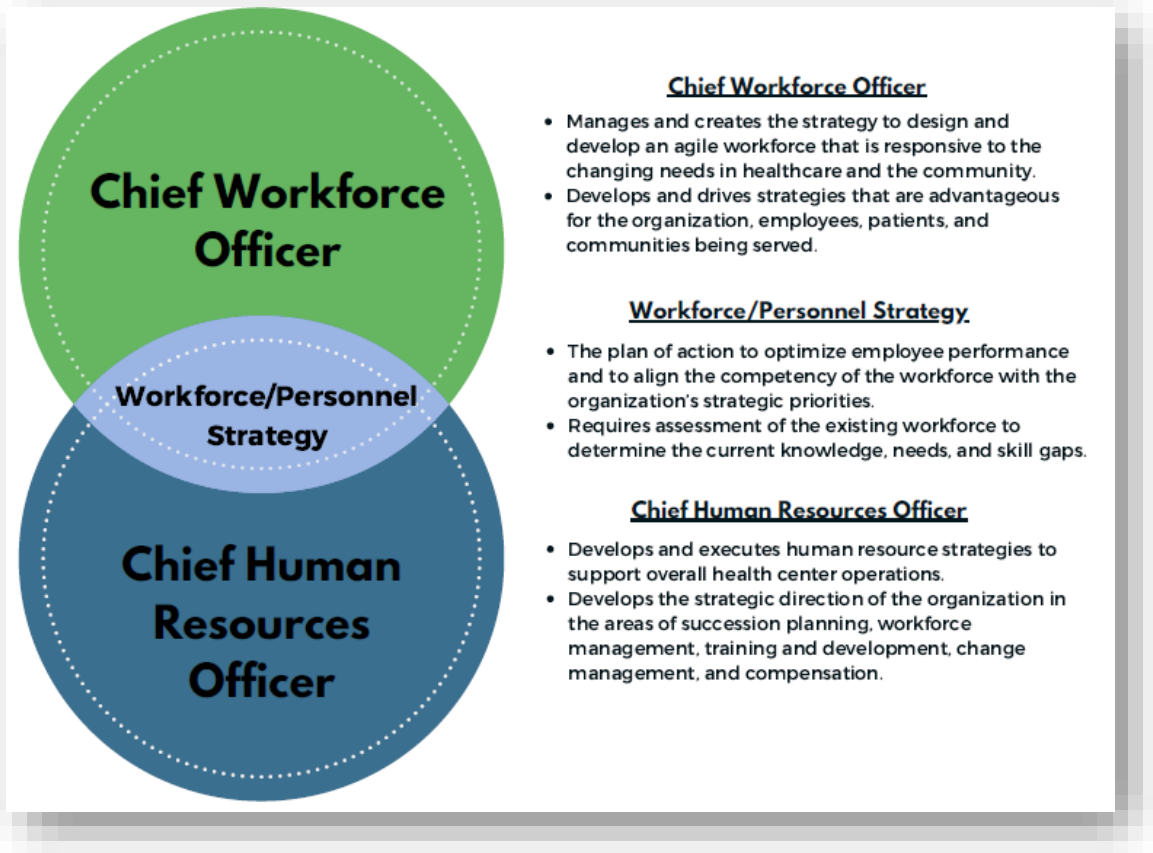 Chief Workforce
Officer
Workforce/Personnel
Strategy
Chief Human
Resources
Officer
Chief Workforce Officer
• Manages and creates the strategy to design and
develop an agile workforce that is responsive to the
changing needs in healthcare and the community.
• Develops and drives strategies that are advantageous
for the organization, employees, patients, and
communities being served.
Workforce/Personnel Strategy
• The plan of action to optimize employee performance
and to align the competency of the workforce with the
organization's strategic priorities.
• Requires assessment of the existing workforce to
determine the current knowledge, needs, and skill gaps.
Chief Human Resources Officer
• Develops and executes human resource strategies to
support overall health center operations.
• Develops the strategic direction of the organization in
the areas of succession planning, workforce
management, training and development, change
management, and compensation.